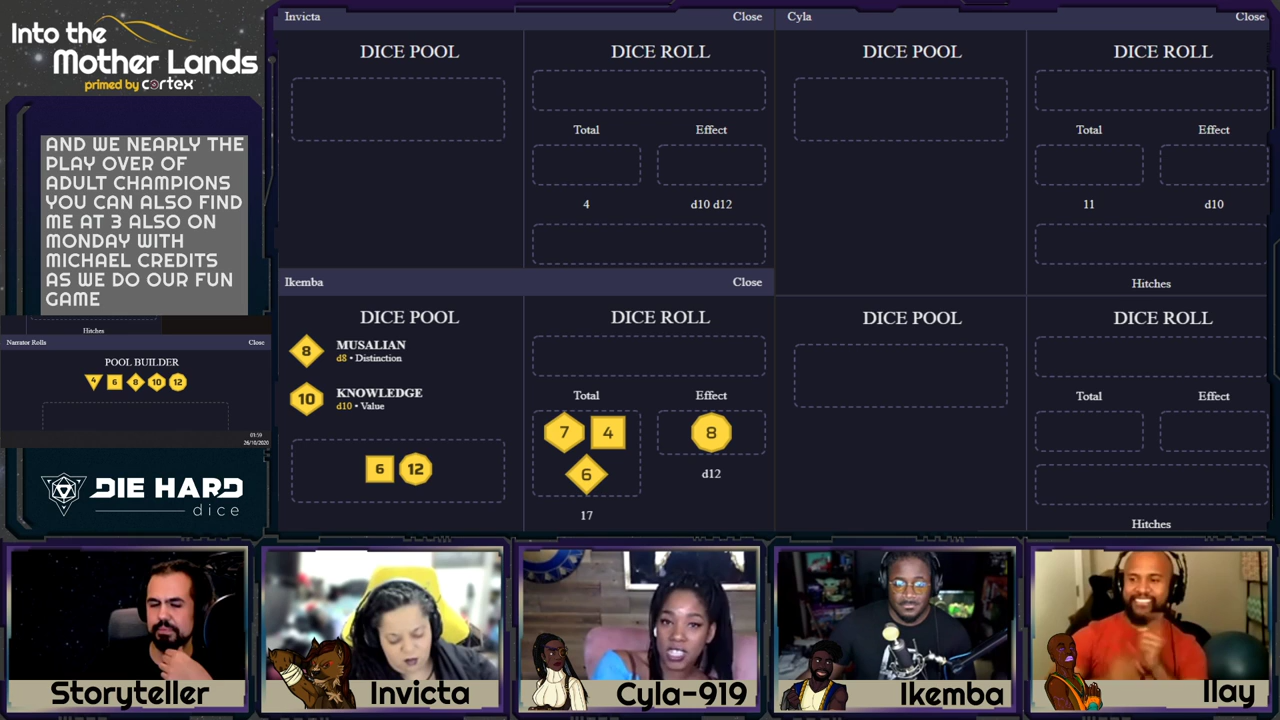 Into the
Mother Lands
primed by cortex
AND WE NEARLY THE
PLAY OVER OF
ADULT CHAMPIONS
YOU CAN ALSO FIND
ME AT 3 ALSO ON
MONDAY WITH
MICHAEL CREDITS
AS WE DO OUR FUN
GAME
Hitches
Narrator Rolls
Close
POOL BUILDER
4 6 8 10 12
03:59
26/10/2020
DIE HARD
dice
Invicta
Close
DICE POOL
DICE ROLL
Total
Effect
4
d10 d12
Cyla
Close
DICE POOL
DICE ROLL
Total
Effect
11
d10
Hitches
Ikemba
Close
DICE POOL
8
MUSALIAN
d8 • Distinction
10
KNOWLEDGE
d10 • Value
6 12
DICE ROLL
Total
Effect
7 4
6
8
d12
17
DICE POOL
DICE ROLL
Total
Effect
Hitches
Storyteller
Invicta
Cyla-919
Ikemba
Ilay